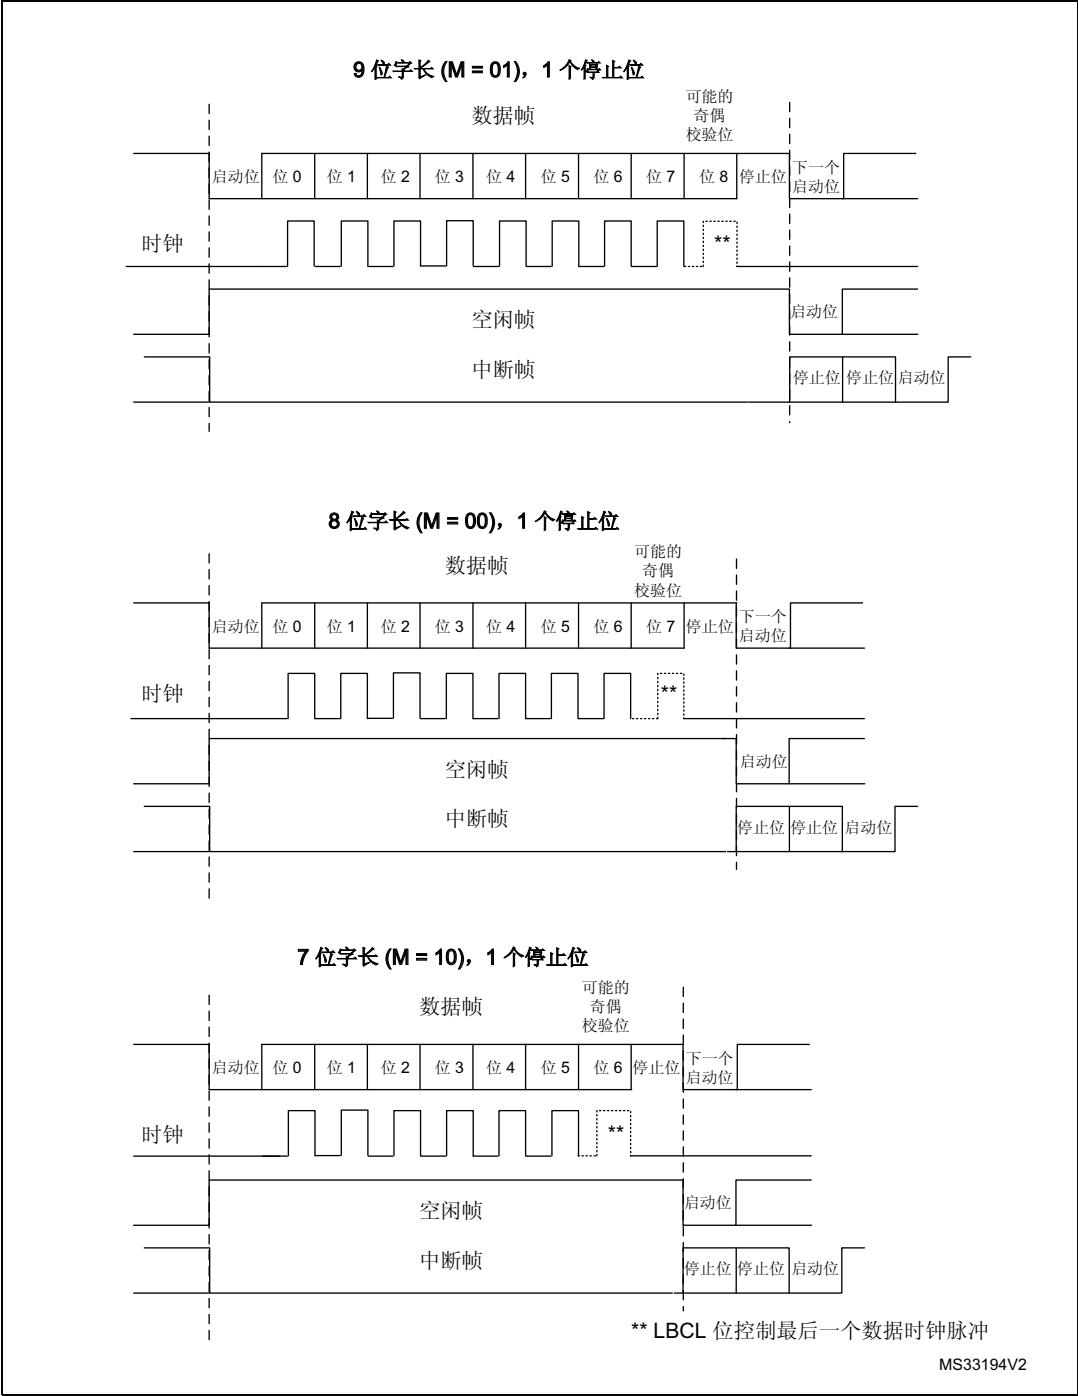 9 位字长 (M = 01)，1 个停止位
数据帧
可能的
奇偶
校验位
启动位 位 0 位 1 位 2 位 3 位 4 位 5 位 6 位 7 位 8 停止位 下一个
启动位
时钟
**
空闲帧
启动位
中断帧
停止位 停止位 启动位
8 位字长 (M = 00)，1 个停止位
数据帧
可能的
奇偶
校验位
启动位 位 0 位 1 位 2 位 3 位 4 位 5 位 6 位 7 停止位 下一个
启动位
时钟
**
空闲帧
启动位
中断帧
停止位 停止位 启动位
7 位字长 (M = 10)，1 个停止位
数据帧
可能的
奇偶
校验位
启动位 位 0 位 1 位 2 位 3 位 4 位 5 位 6 停止位 下一个
启动位
时钟
**
空闲帧
启动位
中断帧
停止位 停止位 启动位
** LBCL 位控制最后一个数据时钟脉冲
MS33194V2